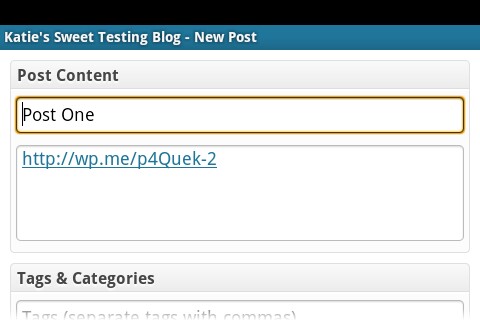 Katie's Sweet Testing Blog - New Post
Post Content
Post One
http://wp.me/p4Quek-2
Tags & Categories
Tags (separate tags with commas)